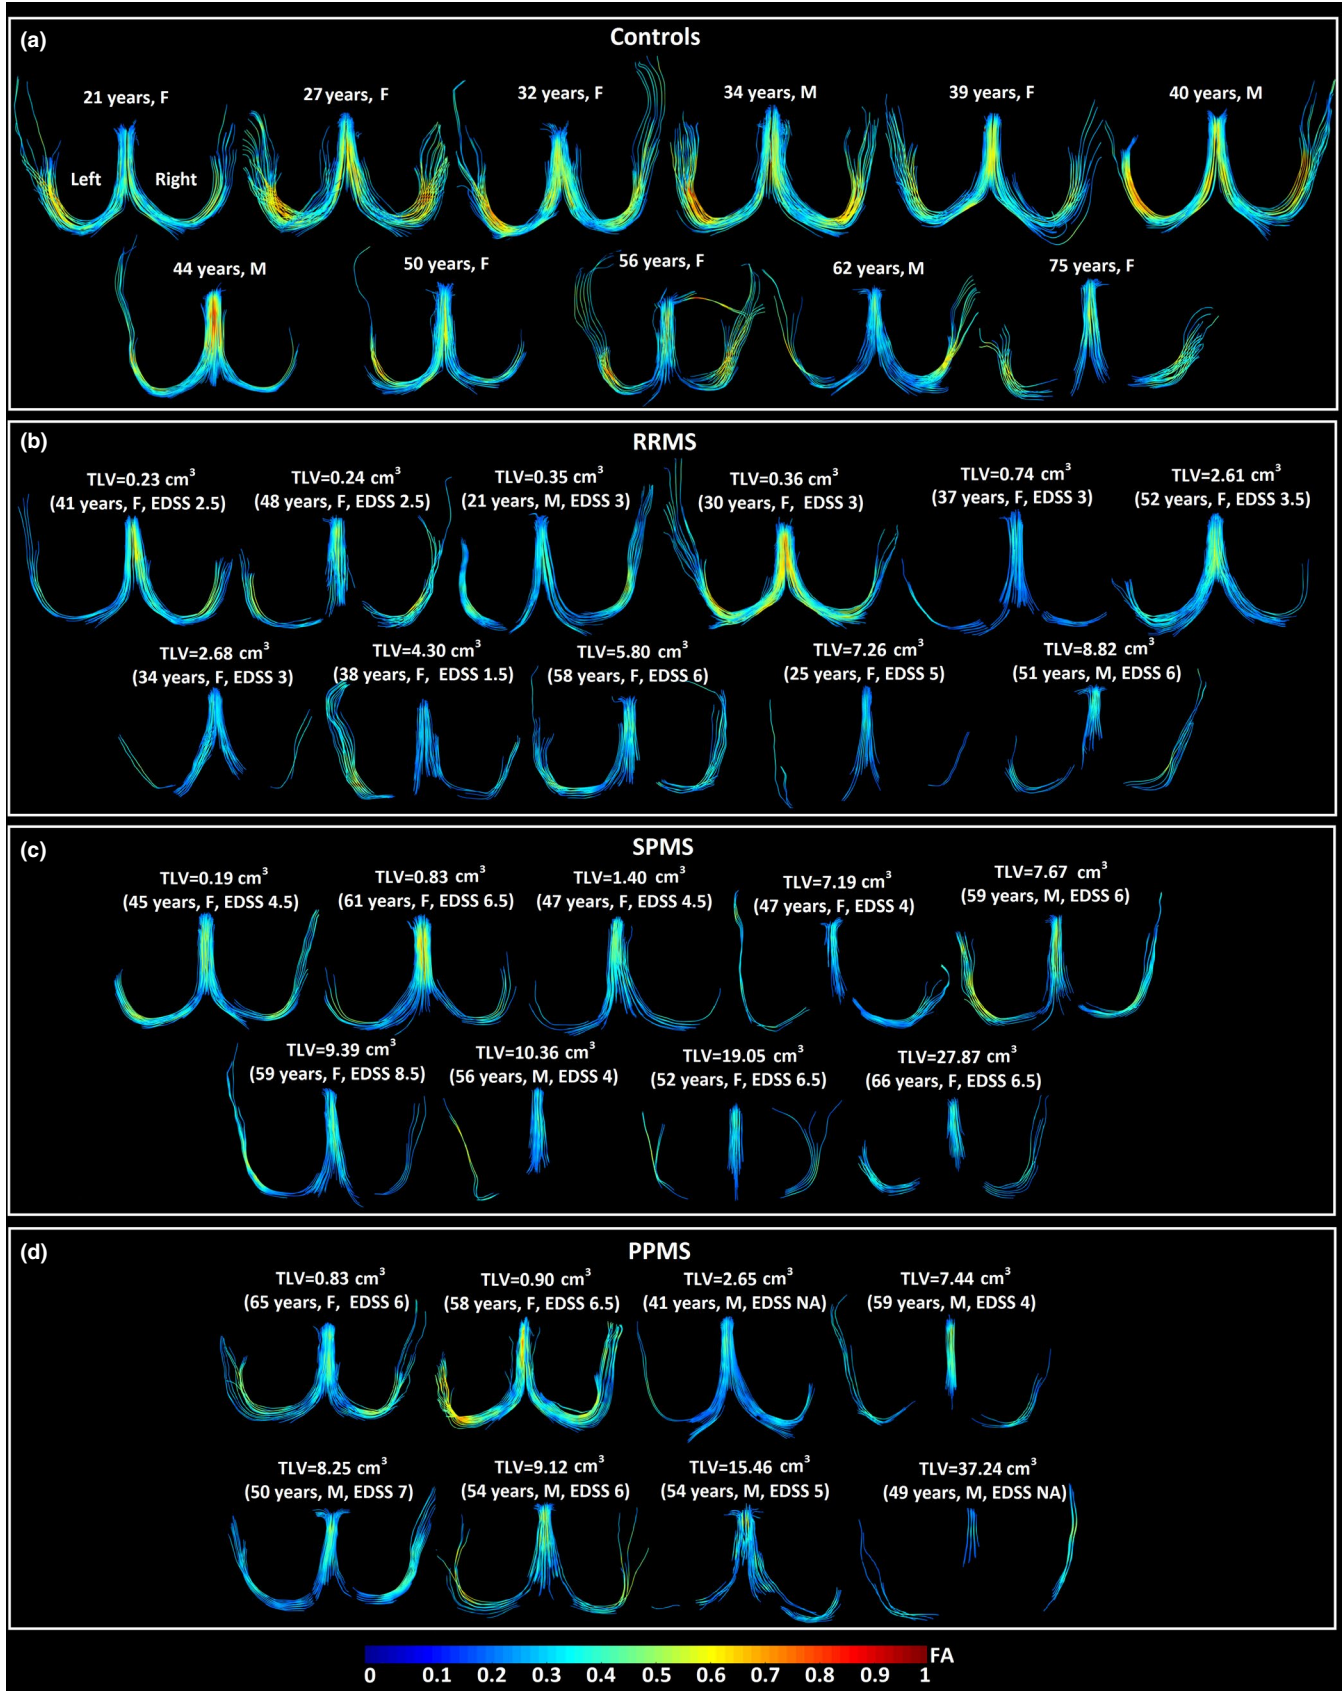 (a)
Controls
21 years, F
27 years, F
32 years, F
34 years, M
39 years, F
40 years, M
Left
Right
44 years, M
50 years, F
56 years, F
62 years, M
75 years, F
(b)
RRMS
TLV=0.23 cm³
(41 years, F, EDSS 2.5)
TLV=0.24 cm³
(48 years, F, EDSS 2.5)
TLV=0.35 cm³
(21 years, M, EDSS 3)
TLV=0.36 cm³
(30 years, F, EDSS 3)
TLV=0.74 cm³
(37 years, F, EDSS 3)
TLV=2.61 cm³
(52 years, F, EDSS 3.5)
TLV=2.68 cm³
(34 years, F, EDSS 3)
TLV=4.30 cm³
(38 years, F, EDSS 1.5)
TLV=5.80 cm³
(58 years, F, EDSS 6)
TLV=7.26 cm³
(25 years, F, EDSS 5)
TLV=8.82 cm³
(51 years, M, EDSS 6)
(c)
SPMS
TLV=0.19 cm³
(45 years, F, EDSS 4.5)
TLV=0.83 cm³
(61 years, F, EDSS 6.5)
TLV=1.40 cm³
(47 years, F, EDSS 4.5)
TLV=7.19 cm³
(47 years, F, EDSS 4)
TLV=7.67 cm³
(59 years, M, EDSS 6)
TLV=9.39 cm³
(59 years, F, EDSS 8.5)
TLV=10.36 cm³
(56 years, M, EDSS 4)
TLV=19.05 cm³
(52 years, F, EDSS 6.5)
TLV=27.87 cm³
(66 years, F, EDSS 6.5)
(d)
PPMS
TLV=0.83 cm³
(65 years, F, EDSS 6)
TLV=0.90 cm³
(58 years, F, EDSS 6.5)
TLV=2.65 cm³
(41 years, M, EDSS NA)
TLV=7.44 cm³
(59 years, M, EDSS 4)
TLV=8.25 cm³
(50 years, M, EDSS 7)
TLV=9.12 cm³
(54 years, M, EDSS 6)
TLV=15.46 cm³
(54 years, M, EDSS 5)
TLV=37.24 cm³
(49 years, M, EDSS NA)
FA
0 0.1 0.2 0.3 0.4 0.5 0.6 0.7 0.8 0.9 1